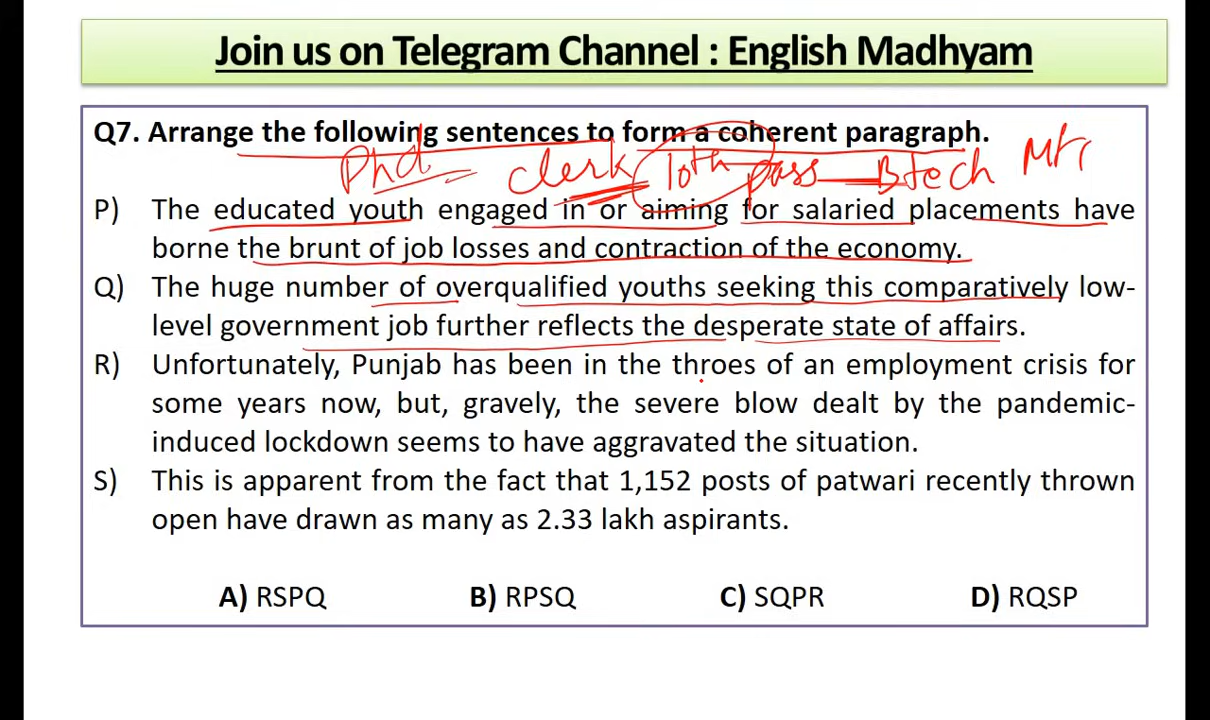 Join us on Telegram Channel : English Madhyam
Q7. Arrange the following sentences to form a coherent paragraph.
Phd clerk 10th pass Btech
P) The educated youth engaged in or aiming for salaried placements have
borne the brunt of job losses and contraction of the economy.
Q) The huge number of overqualified youths seeking this comparatively low-
level government job further reflects the desperate state of affairs.
R) Unfortunately, Punjab has been in the throes of an employment crisis for
some years now, but, gravely, the severe blow dealt by the pandemic-
induced lockdown seems to have aggravated the situation.
S) This is apparent from the fact that 1,152 posts of patwari recently thrown
open have drawn as many as 2.33 lakh aspirants.
A) RSPQ B) RPSQ C) SQPR D) RQSP